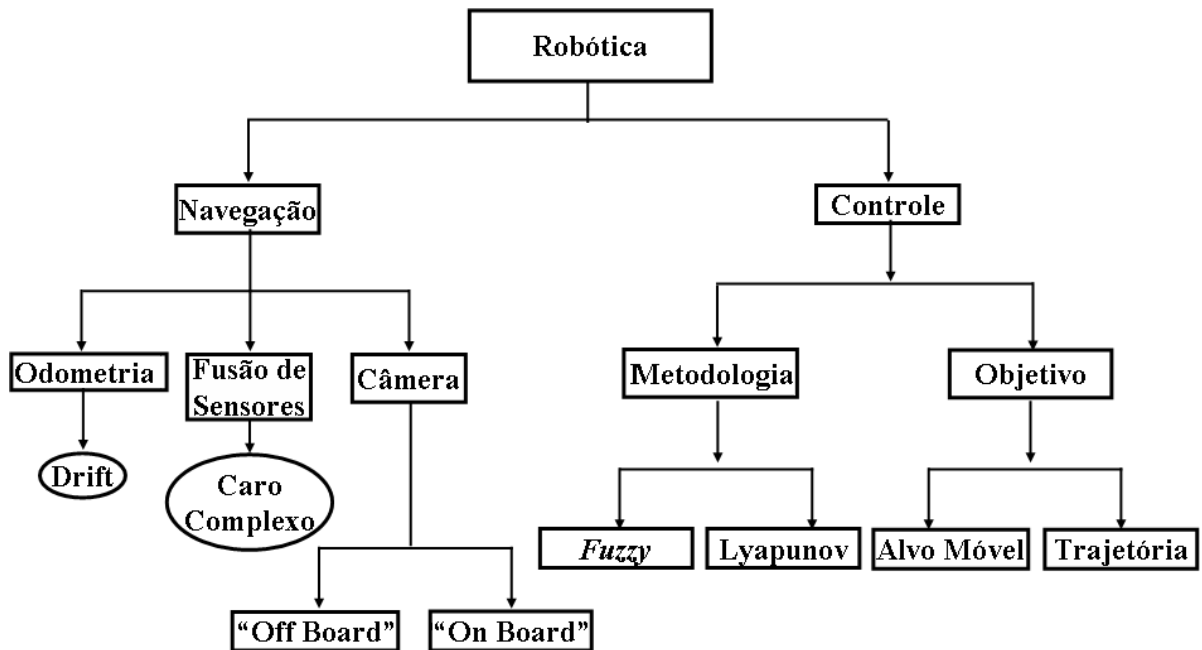 Robótica
Navegação
Controle
Odometria
Fusão de
Sensores
Câmera
Metodologia
Objetivo
Drift
Caro
Complexo
Fuzzy
Lyapunov
Alvo Móvel
Trajetória
“Off Board”
“On Board”